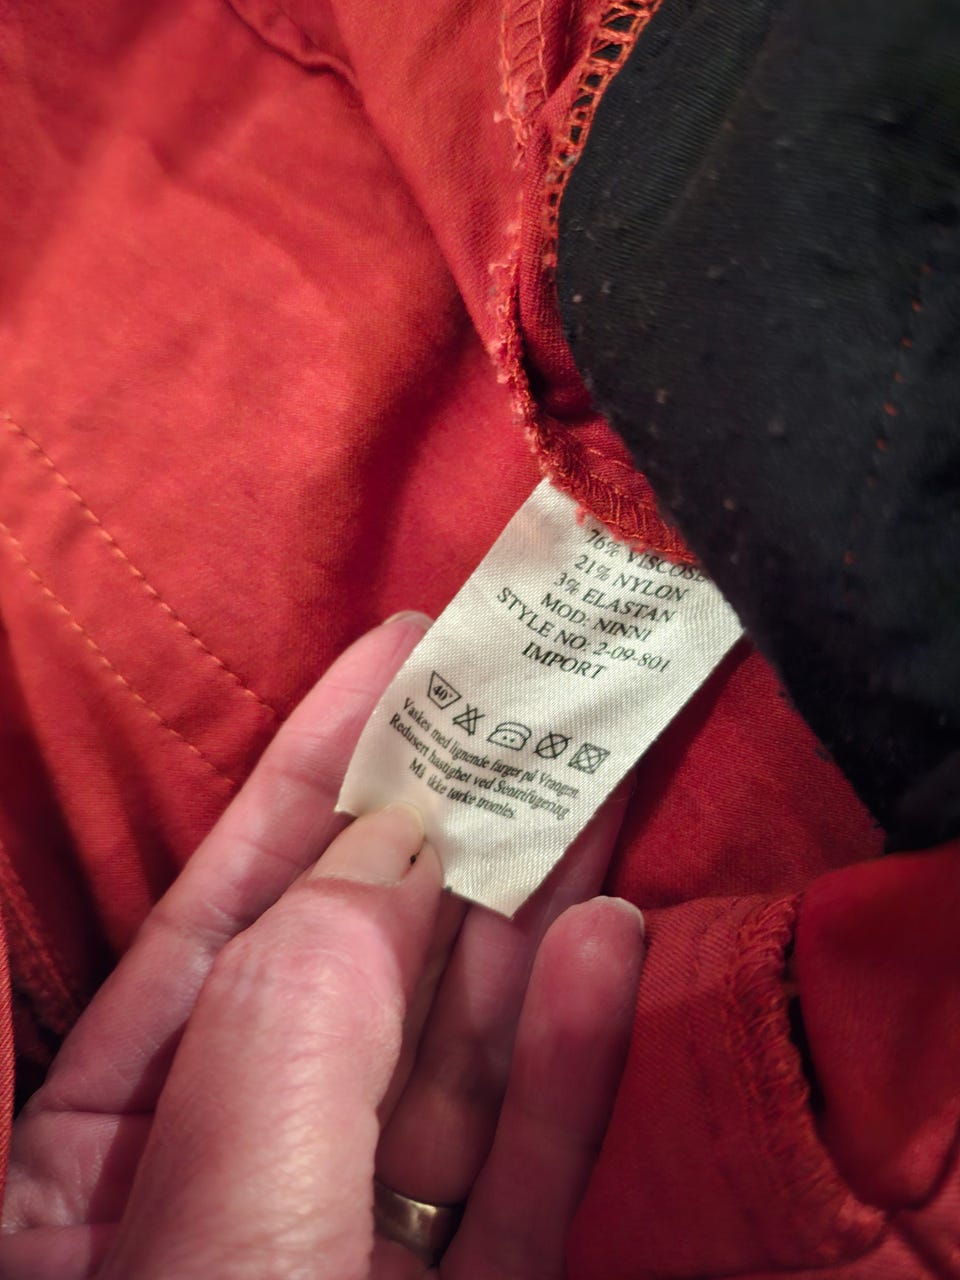 76% VISCOSE
21% NYLON
3% ELASTAN
MOD: NINNI
STYLE NO: 2-09-801
IMPORT
40°
Vaskes med lignende farger på Vrangen.
Redusert hastighet ved Sentrifugering
Må ikke tørke tromles.